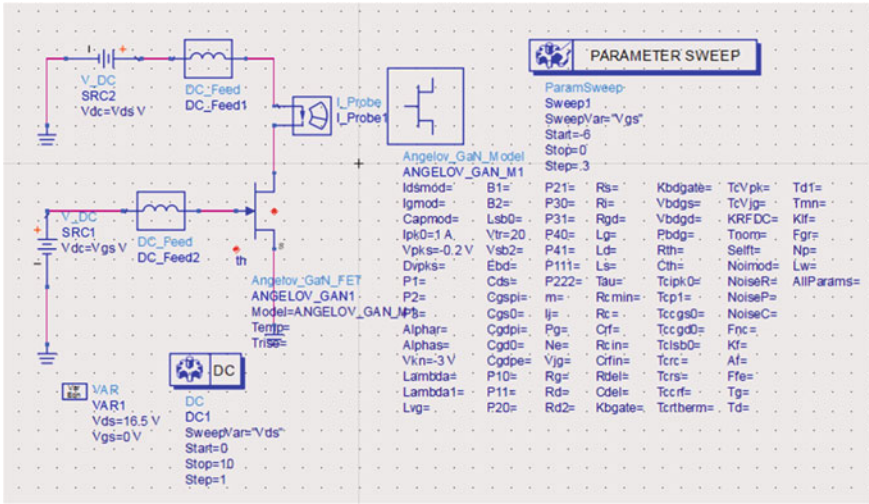 V_DC
SRC2
Vdc=Vds V
DC_Feed
DC_Feed1
I_Probe
I_Probe1
PARAMETER SWEEP
ParamSweep
Sweep1
SweepVar="Vgs"
Start=-6
Stop=0
Step=.3
V_DC
SRC1
Vdc=Vgs V
DC_Feed
DC_Feed2
th
s
Angelov_GaN_FET
ANGELOV_GAN1
Model=ANGELOV_GAN_M1
Temp=
Trise=
Angelov_GaN_Model
ANGELOV_GAN_M1
Idsmod= B1= P21= Rs= Kbdgate= TcVpk= Td1=
Igmod= B2= P30= Ri= Vbdgs= TcVjg= Tmn=
Capmod= Lsb0= P31= Rgd= Vbdgd= KRFDC= Klf=
Ipk0=1 A Vtr=20 P40= Lg= Pbdg= Tnom= Fgr=
Vpks=-0.2 V Vsb2= P41= Ld= Rth= Selft= Np=
Dvpks= Ebd= P111= Ls= Cth= Noimod= Lw=
P1= Cds= P222= Tau= Tcipk0= NoiseR= AllParams=
P2= Cgspi= m= Rcmin= Tcp1= NoiseP=
P3= Cgs0= Ij= Rc= Tccgs0= NoiseC=
Alphar= Cgdpi= Pg= Crf= Tccgd0= Fnc=
Alphas= Cgd0= Ne= Rcin= Tclsb0= Kf=
Vkn=-3 V Cgdpe= Vjg= Crfin= Tcrc= Af=
Lambda= P10= Rg= Rdel= Tcrs= Ffe=
Lambda1= P11= Rd= Cdel= Tccrf= Tg=
Lvg= P20= Rd2= Kbgate= Tcrtherm= Td=
Var
Eqn
VAR
VAR1
Vds=16.5 V
Vgs=0 V
DC
DC
DC1
SweepVar="Vds"
Start=0
Stop=10
Step=1